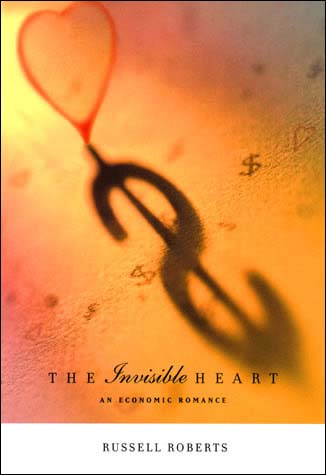 THE Invisible HEART
AN ECONOMIC ROMANCE
RUSSELL ROBERTS